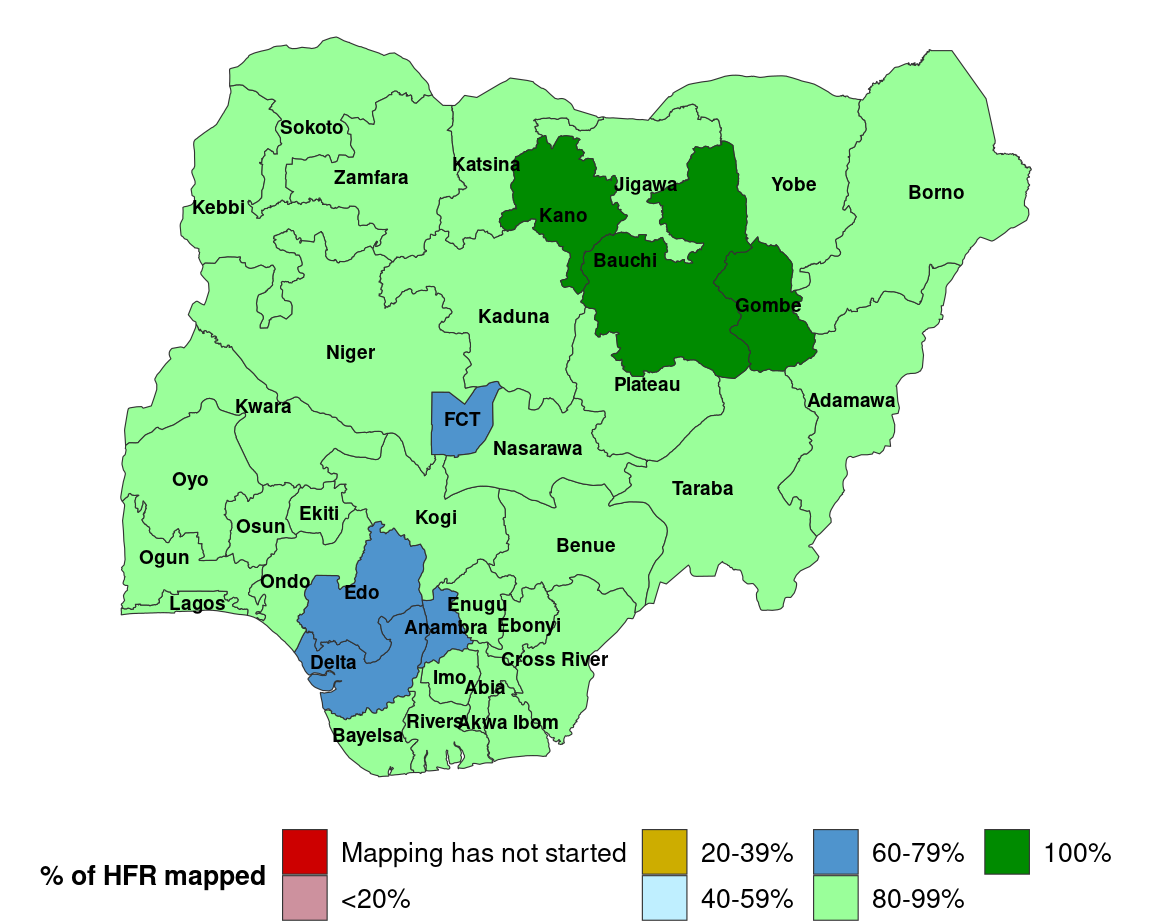 Sokoto
Katsina
Zamfara
Jigawa
Yobe
Borno
Kebbi
Kano
Bauchi
Gombe
Kaduna
Niger
Plateau
Adamawa
Kwara
FCT
Nasarawa
Oyo
Taraba
Ekiti
Kogi
Osun
Benue
Ogun
Ondo
Edo
Lagos
Enugu
Anambra
Ebonyi
Delta
Cross River
Imo
Abia
Rivers
Akwa Ibom
Bayelsa
% of HFR mapped
Mapping has not started
<20%
20-39%
40-59%
60-79%
80-99%
100%